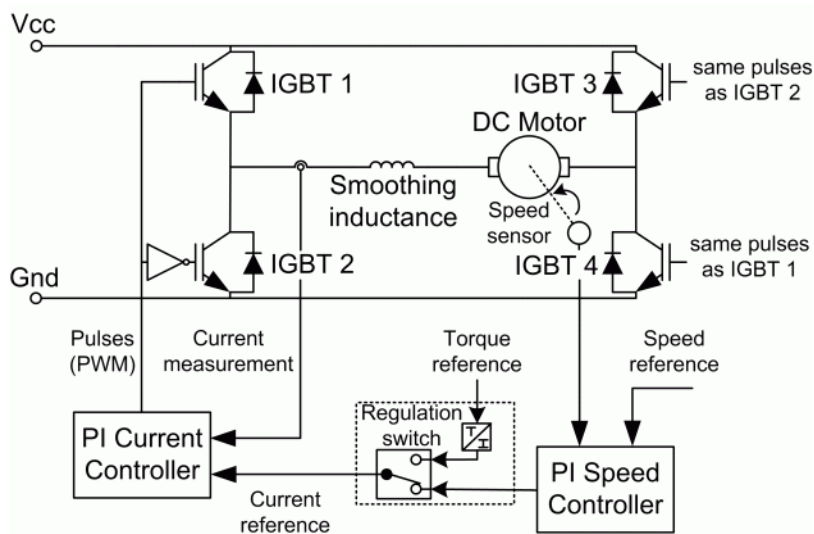 Vcc
IGBT 1
IGBT 3
same pulses
as IGBT 2
DC Motor
Smoothing
inductance
Speed
sensor
IGBT 2
IGBT 4
same pulses
as IGBT 1
Gnd
Pulses
(PWM)
Current
measurement
Torque
reference
Speed
reference
Regulation
switch
T
I
PI Current
Controller
PI Speed
Controller
Current
reference